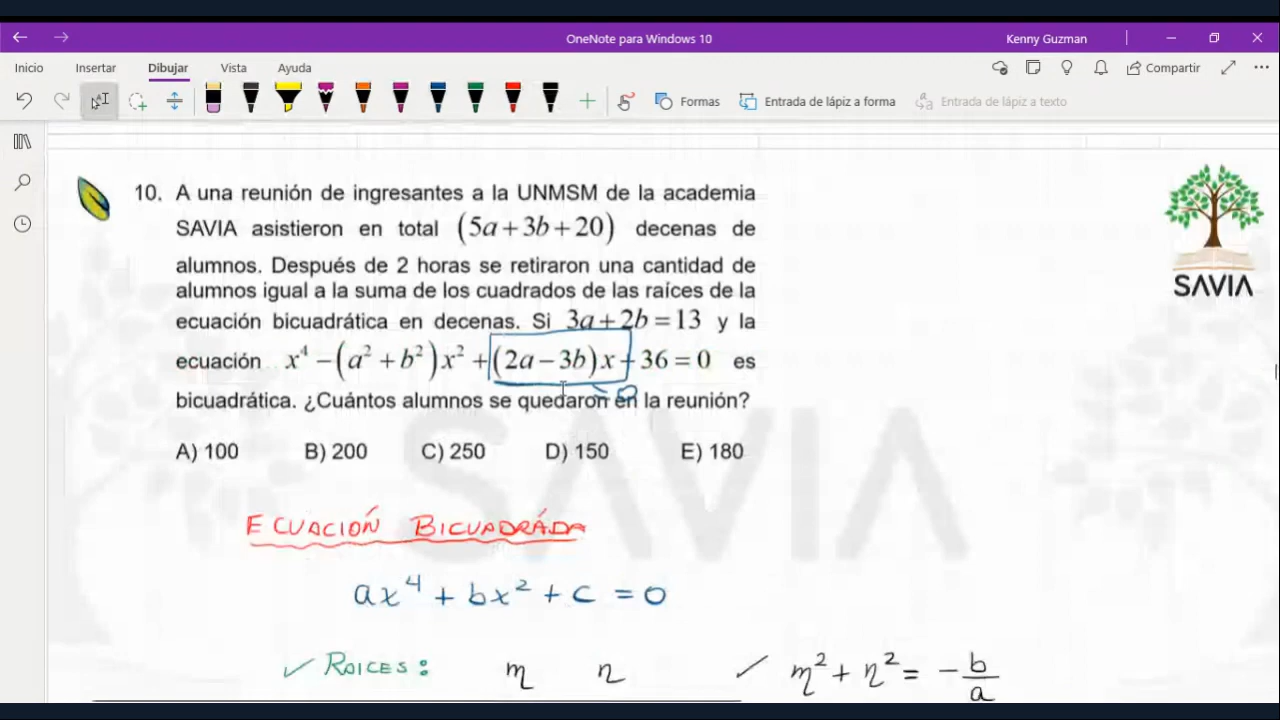 OneNote para Windows 10
Kenny Guzman
Inicio Insertar Dibujar Vista Ayuda
Compartir
Formas Entrada de lápiz a forma Entrada de lápiz a texto
10. A una reunión de ingresantes a la UNMSM de la academia
SAVIA asistieron en total (5a+3b+20) decenas de
alumnos. Después de 2 horas se retiraron una cantidad de
alumnos igual a la suma de los cuadrados de las raíces de la
ecuación bicuadrática en decenas. Si 3a+2b=13 y la
ecuación x⁴−(a²+b²)x²+(2a−3b)x+36=0 es
=0
bicuadrática. ¿Cuántos alumnos se quedaron en la reunión?
A) 100 B) 200 C) 250 D) 150 E) 180
SAVIA
SAVIA
ECUACIÓN BICUADRÁDA
ax⁴ + bx² + c = 0
✓ RAICES: m n ✓ m² + n² = − b/a